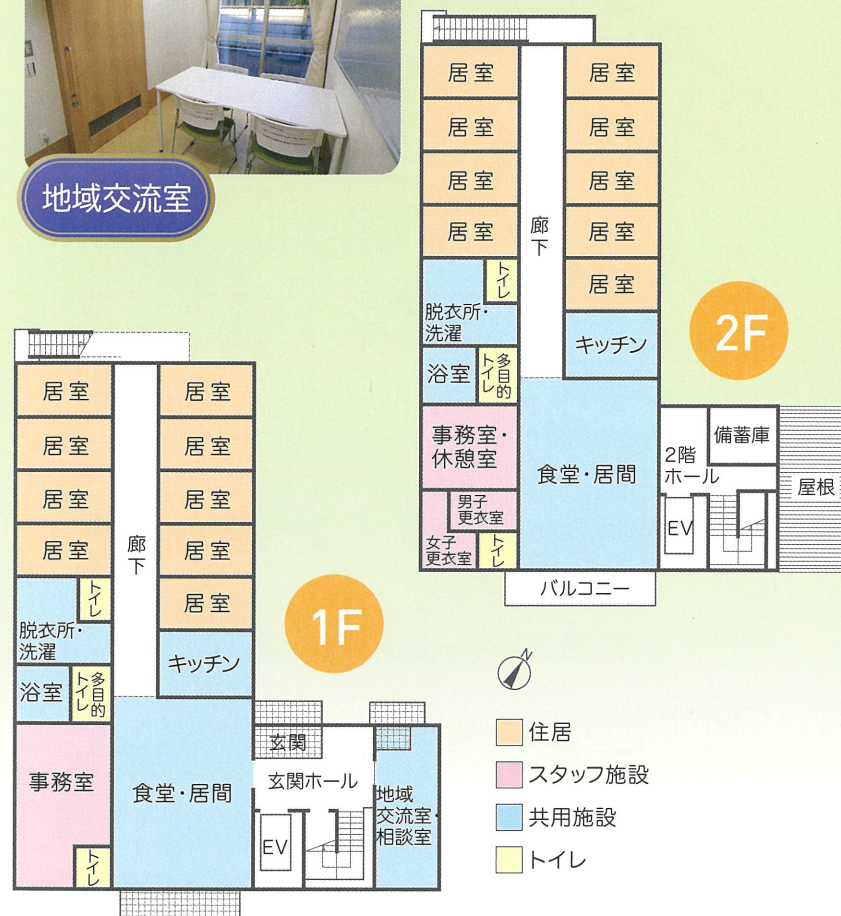 地域交流室
2F
居室
居室
居室
居室
居室
居室
居室
居室
居室
廊下
トイレ
脱衣所・
洗濯
キッチン
浴室
多目的
トイレ
事務室・
休憩室
食堂・居間
男子
更衣室
女子
更衣室
トイレ
2階
ホール
備蓄庫
EV
屋根
バルコニー
1F
居室
居室
居室
居室
居室
居室
居室
居室
居室
廊下
トイレ
脱衣所・
洗濯
キッチン
浴室
多目的
トイレ
事務室
食堂・居間
トイレ
玄関
玄関ホール
EV
地域
交流室・
相談室
N
住居
スタッフ施設
共用施設
トイレ